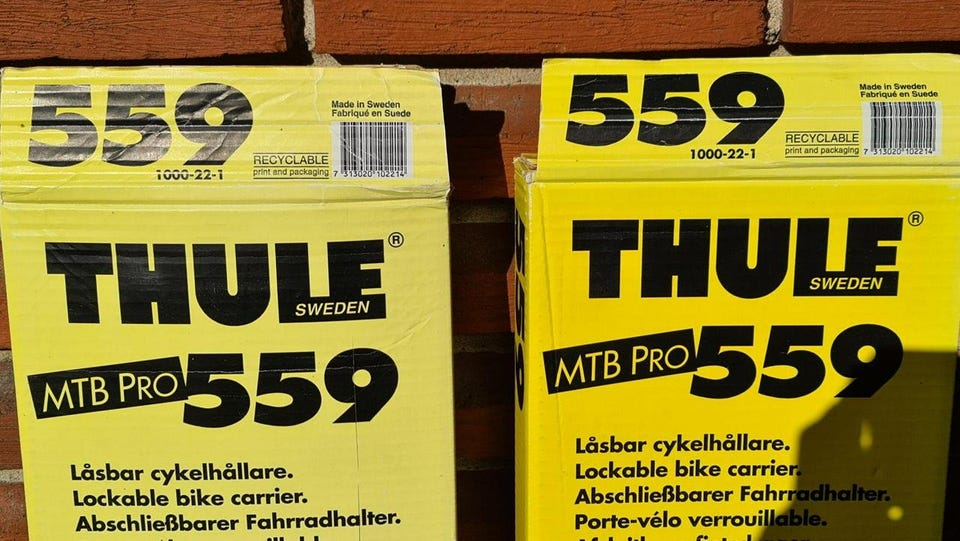 559
Made in Sweden
Fabriqué en Suede
RECYCLABLE
print and packaging
1000-22-1
7 313020 102214
THULE®
SWEDEN
MTB PRO 559
Låsbar cykelhållare.
Lockable bike carrier.
Abschließbarer Fahrradhalter.
559
Made in Sweden
Fabriqué en Suede
RECYCLABLE
print and packaging
1000-22-1
7 313020 102214
THULE®
SWEDEN
MTB PRO 559
Låsbar cykelhållare.
Lockable bike carrier.
Abschließbarer Fahrradhalter.
Porte-vélo verrouillable.